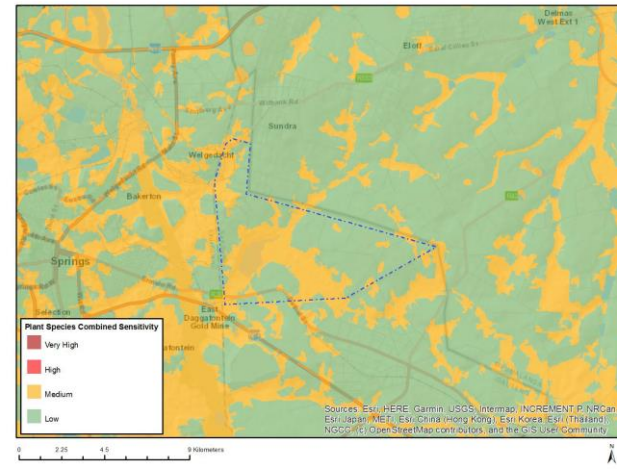 Delmas
West Ext 1
Eloff
Sundra
Welgedacht
Bakerton
Springs
Selection
East
Daggafontein
Gold Mine
Plant Species Combined Sensitivity
Very High
High
Medium
Low
Sources: Esri, HERE, Garmin, USGS, Intermap, INCREMENT P, NRCan,
Esri Japan, METI, Esri China (Hong Kong), Esri Korea, Esri (Thailand),
NGCC, (c) OpenStreetMap contributors, and the GIS User Community
0 2.25 4.5 9 Kilometers
N